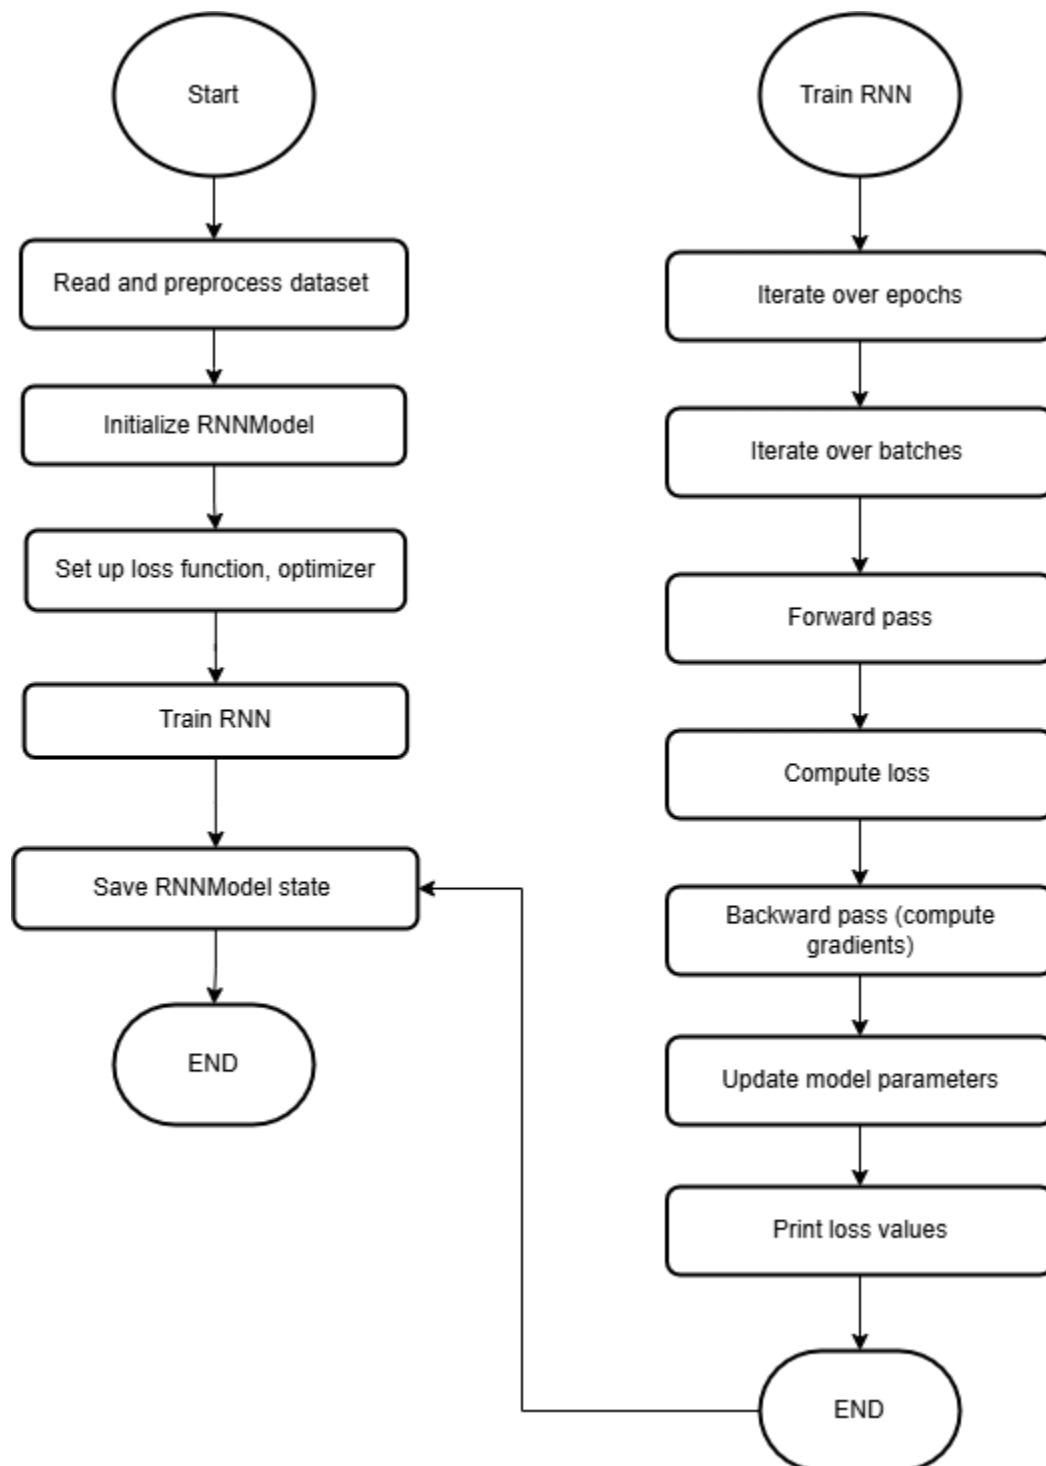 Start
Read and preprocess dataset
Initialize RNNModel
Set up loss function, optimizer
Train RNN
Save RNNModel state
END
Train RNN
Iterate over epochs
Iterate over batches
Forward pass
Compute loss
Backward pass (compute
gradients)
Update model parameters
Print loss values
END